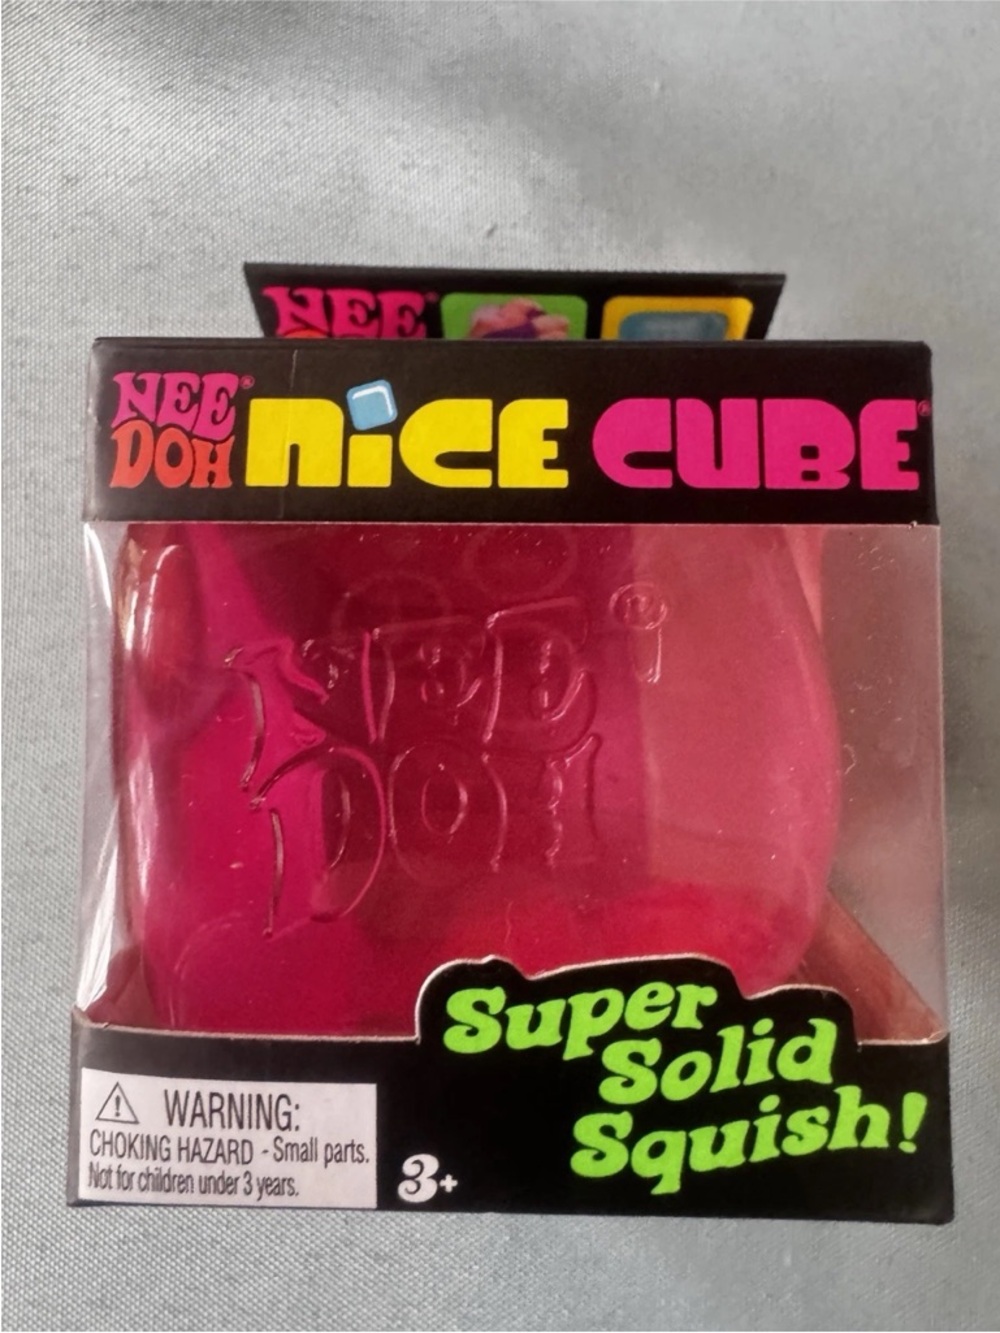 NEE®
NEE®
DOH
NiCE CUBE®
NEE®
DOH
Super
Solid
Squish!
WARNING:
CHOKING HAZARD - Small parts.
Not for children under 3 years.
3+